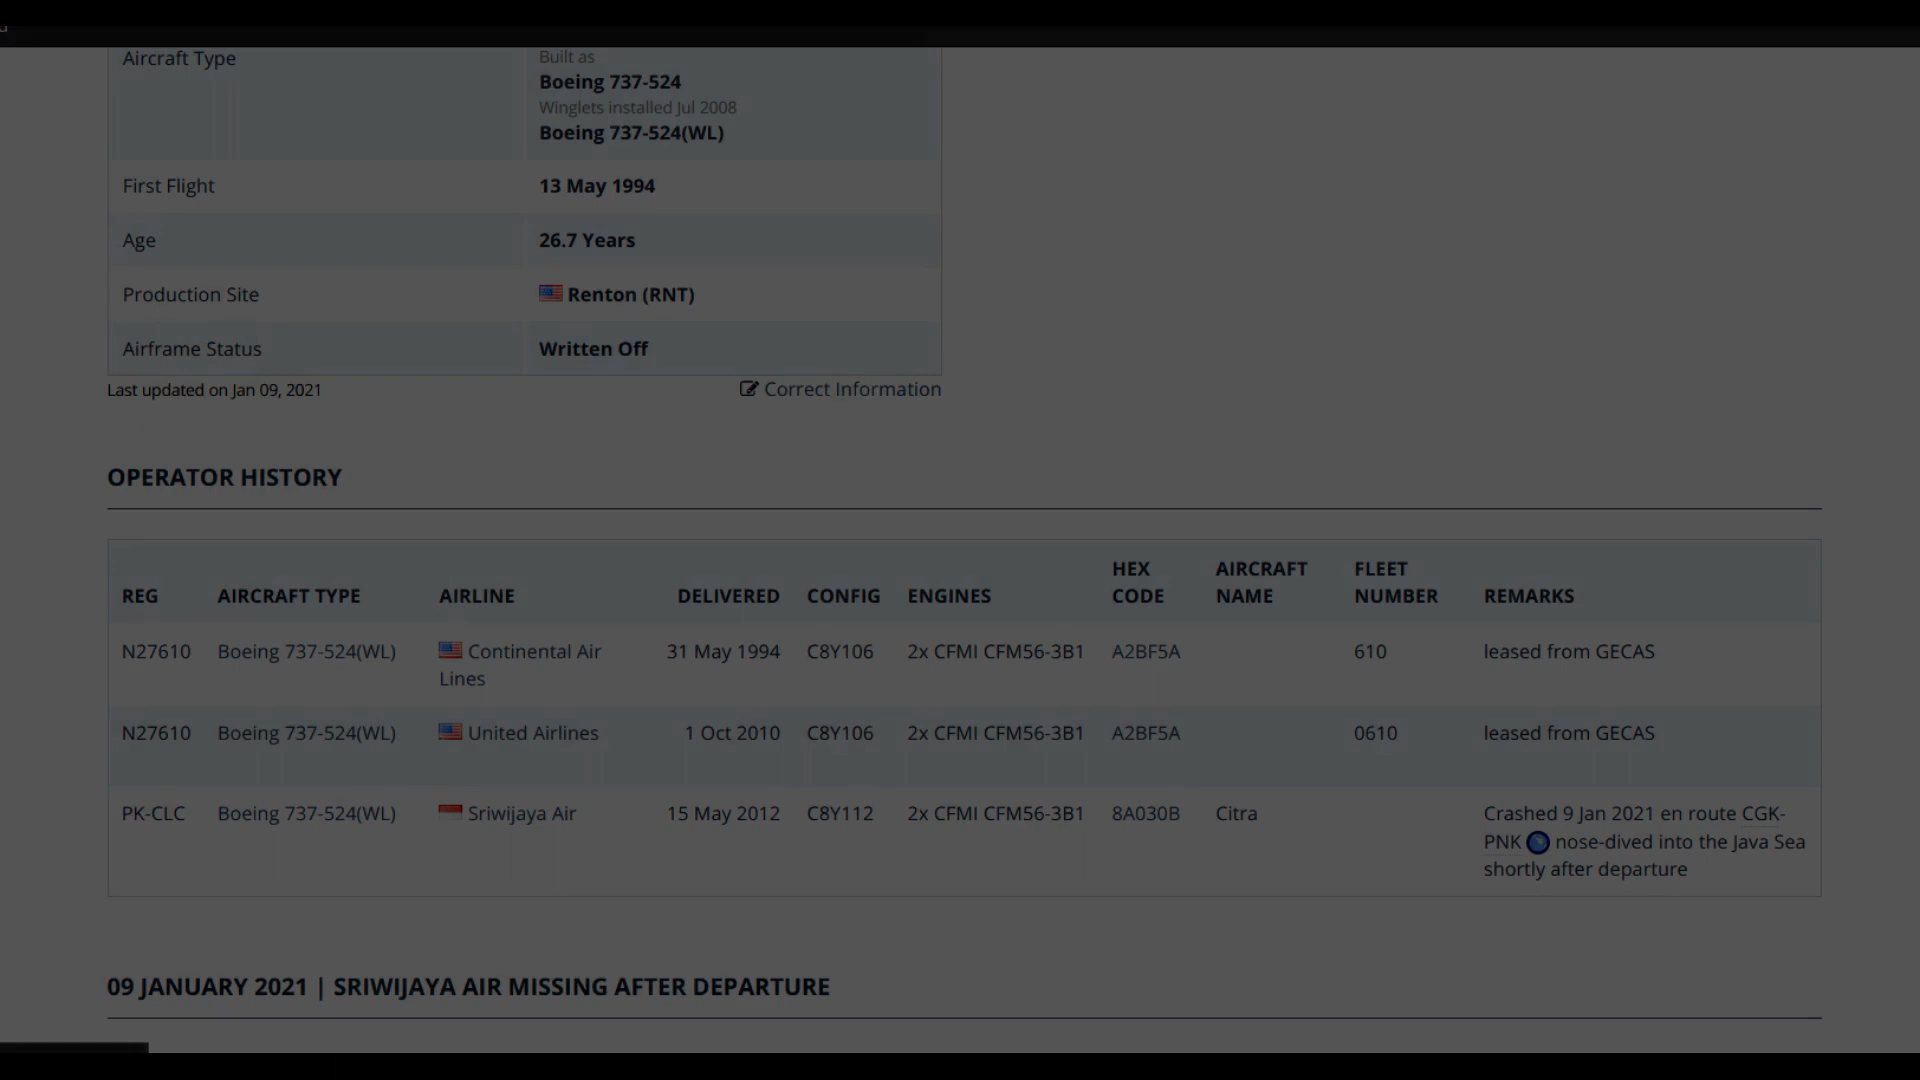 Aircraft Type
Built as
Boeing 737-524
Winglets installed Jul 2008
Boeing 737-524(WL)
First Flight
13 May 1994
Age
26.7 Years
Production Site
Renton (RNT)
Airframe Status
Written Off
Last updated on Jan 09, 2021
Correct Information
OPERATOR HISTORY
REG AIRCRAFT TYPE AIRLINE DELIVERED CONFIG ENGINES HEX CODE AIRCRAFT NAME FLEET NUMBER REMARKS
N27610 Boeing 737-524(WL) Continental Air Lines 31 May 1994 C8Y106 2x CFMI CFM56-3B1 A2BF5A 610 leased from GECAS
N27610 Boeing 737-524(WL) United Airlines 1 Oct 2010 C8Y106 2x CFMI CFM56-3B1 A2BF5A 0610 leased from GECAS
PK-CLC Boeing 737-524(WL) Sriwijaya Air 15 May 2012 C8Y112 2x CFMI CFM56-3B1 8A030B Citra Crashed 9 Jan 2021 en route CGK-
PNK nose-dived into the Java Sea
shortly after departure
09 JANUARY 2021 | SRIWIJAYA AIR MISSING AFTER DEPARTURE